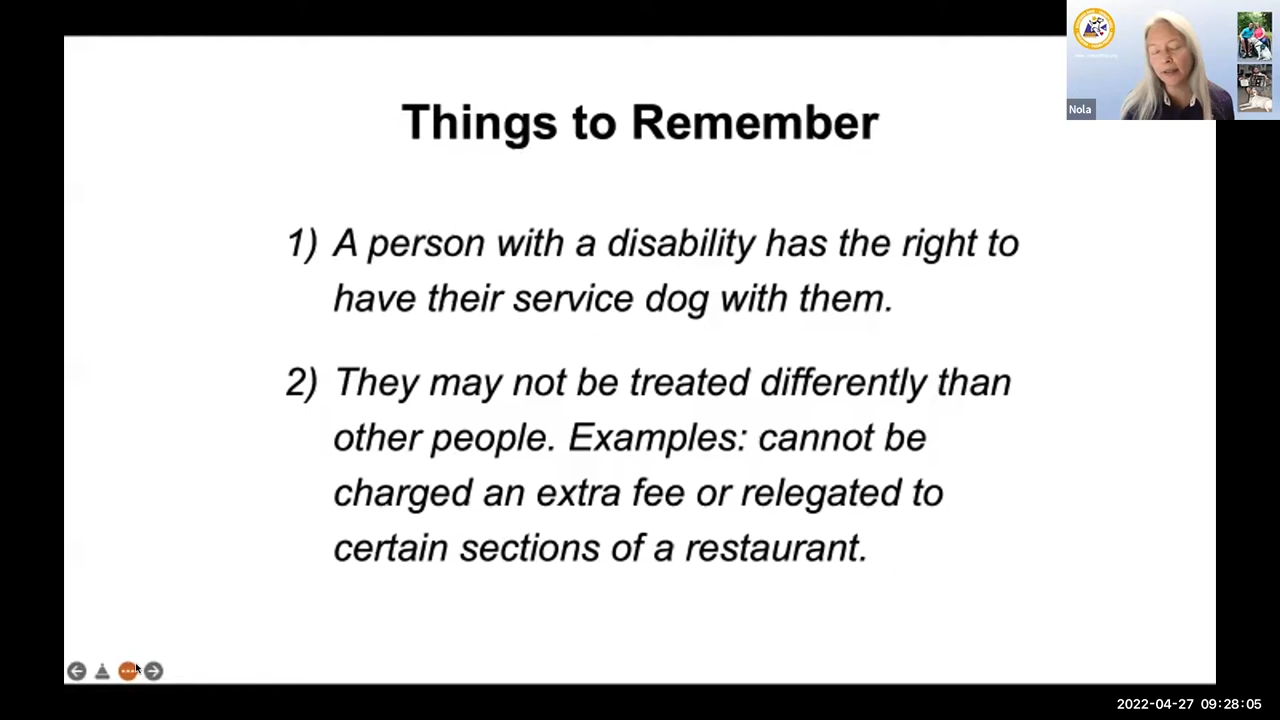 Things to Remember
1) A person with a disability has the right to
have their service dog with them.
2) They may not be treated differently than
other people. Examples: cannot be
charged an extra fee or relegated to
certain sections of a restaurant.
Nola
2022-04-27 09:28:05